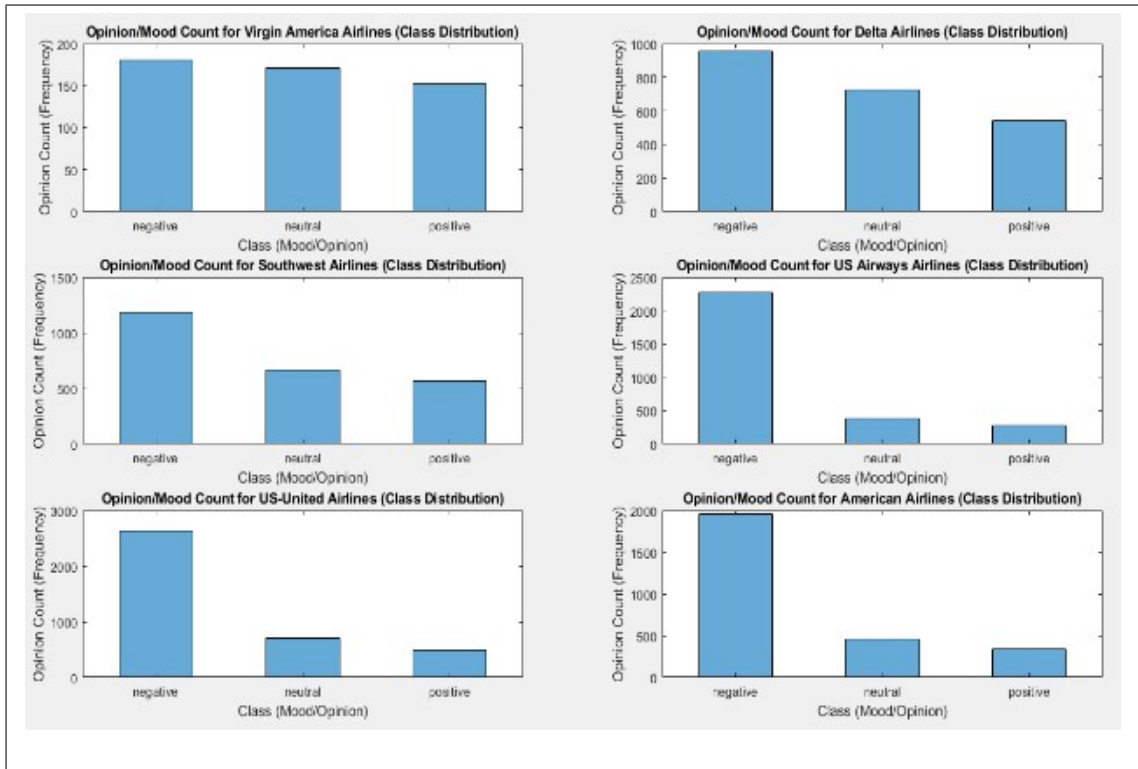 Opinion/Mood Count for Virgin America Airlines (Class Distribution)
Opinion Count (Frequency)
200
150
100
50
0
negative neutral positive
Class (Mood/Opinion)
Opinion/Mood Count for Delta Airlines (Class Distribution)
Opinion Count (Frequency)
1000
800
600
400
200
0
negative neutral positive
Class (Mood/Opinion)
Opinion/Mood Count for Southwest Airlines (Class Distribution)
Opinion Count (Frequency)
1500
1000
500
0
negative neutral positive
Class (Mood/Opinion)
Opinion/Mood Count for US Airways Airlines (Class Distribution)
Opinion Count (Frequency)
2500
2000
1500
1000
500
0
negative neutral positive
Class (Mood/Opinion)
Opinion/Mood Count for US-United Airlines (Class Distribution)
Opinion Count (Frequency)
3000
2000
1000
0
negative neutral positive
Class (Mood/Opinion)
Opinion/Mood Count for American Airlines (Class Distribution)
Opinion Count (Frequency)
2000
1500
1000
500
0
negative neutral positive
Class (Mood/Opinion)